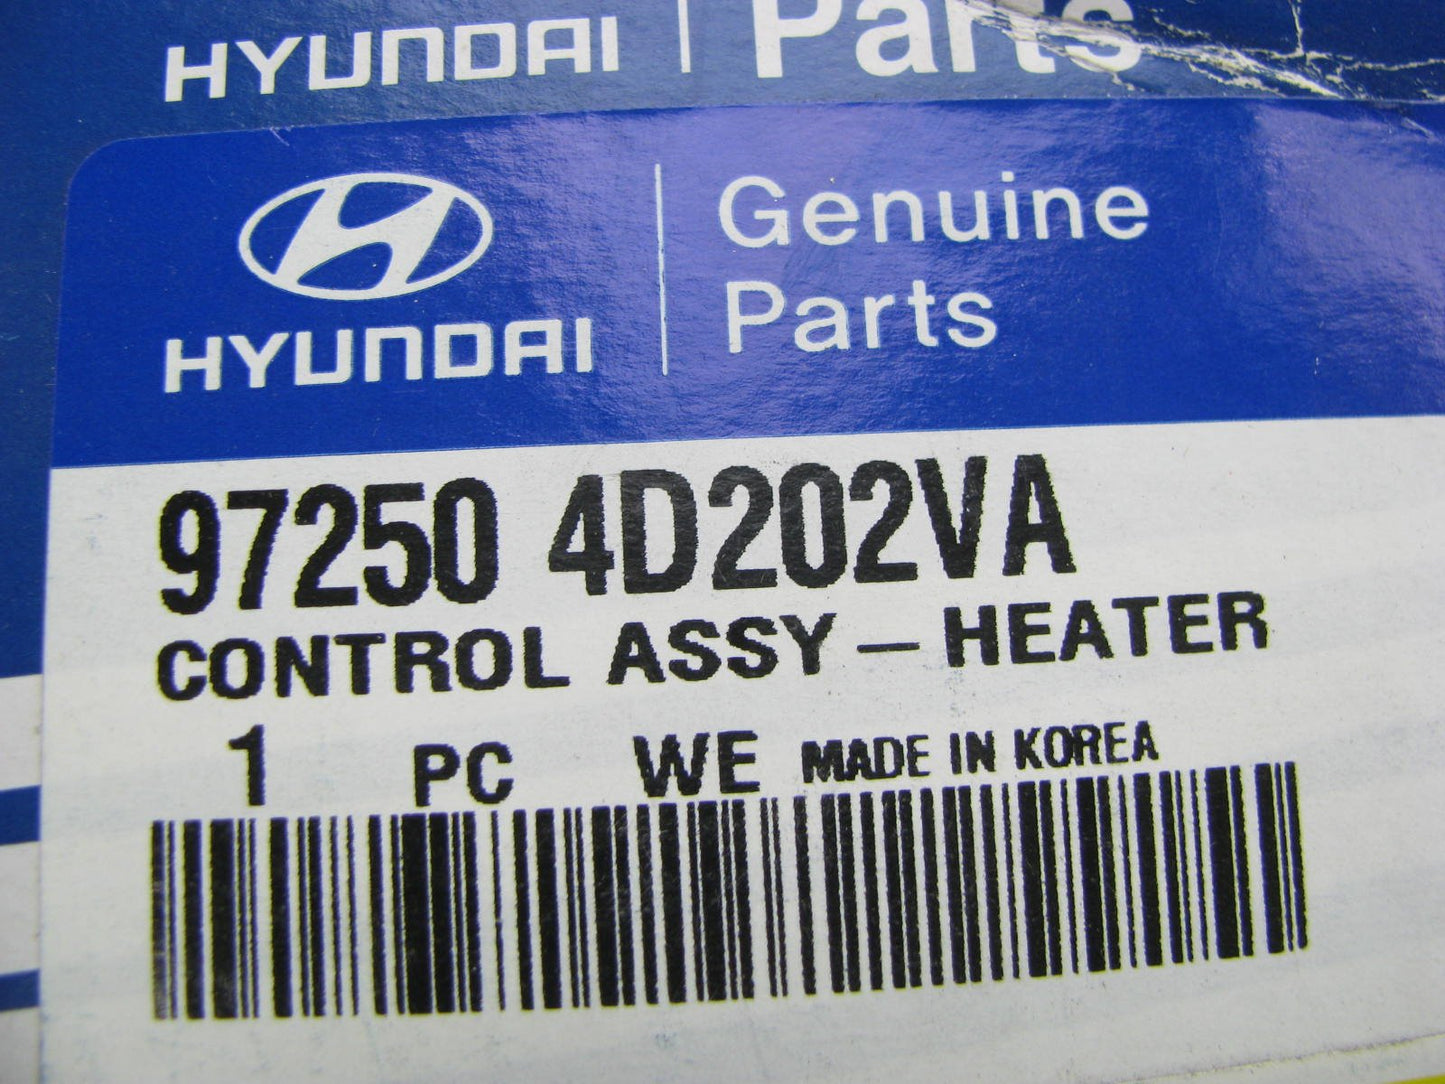 HYUNDAI | Parts
Genuine
Parts
HYUNDAI
97250 4D202VA
CONTROL ASSY – HEATER
1 PC WE MADE IN KOREA